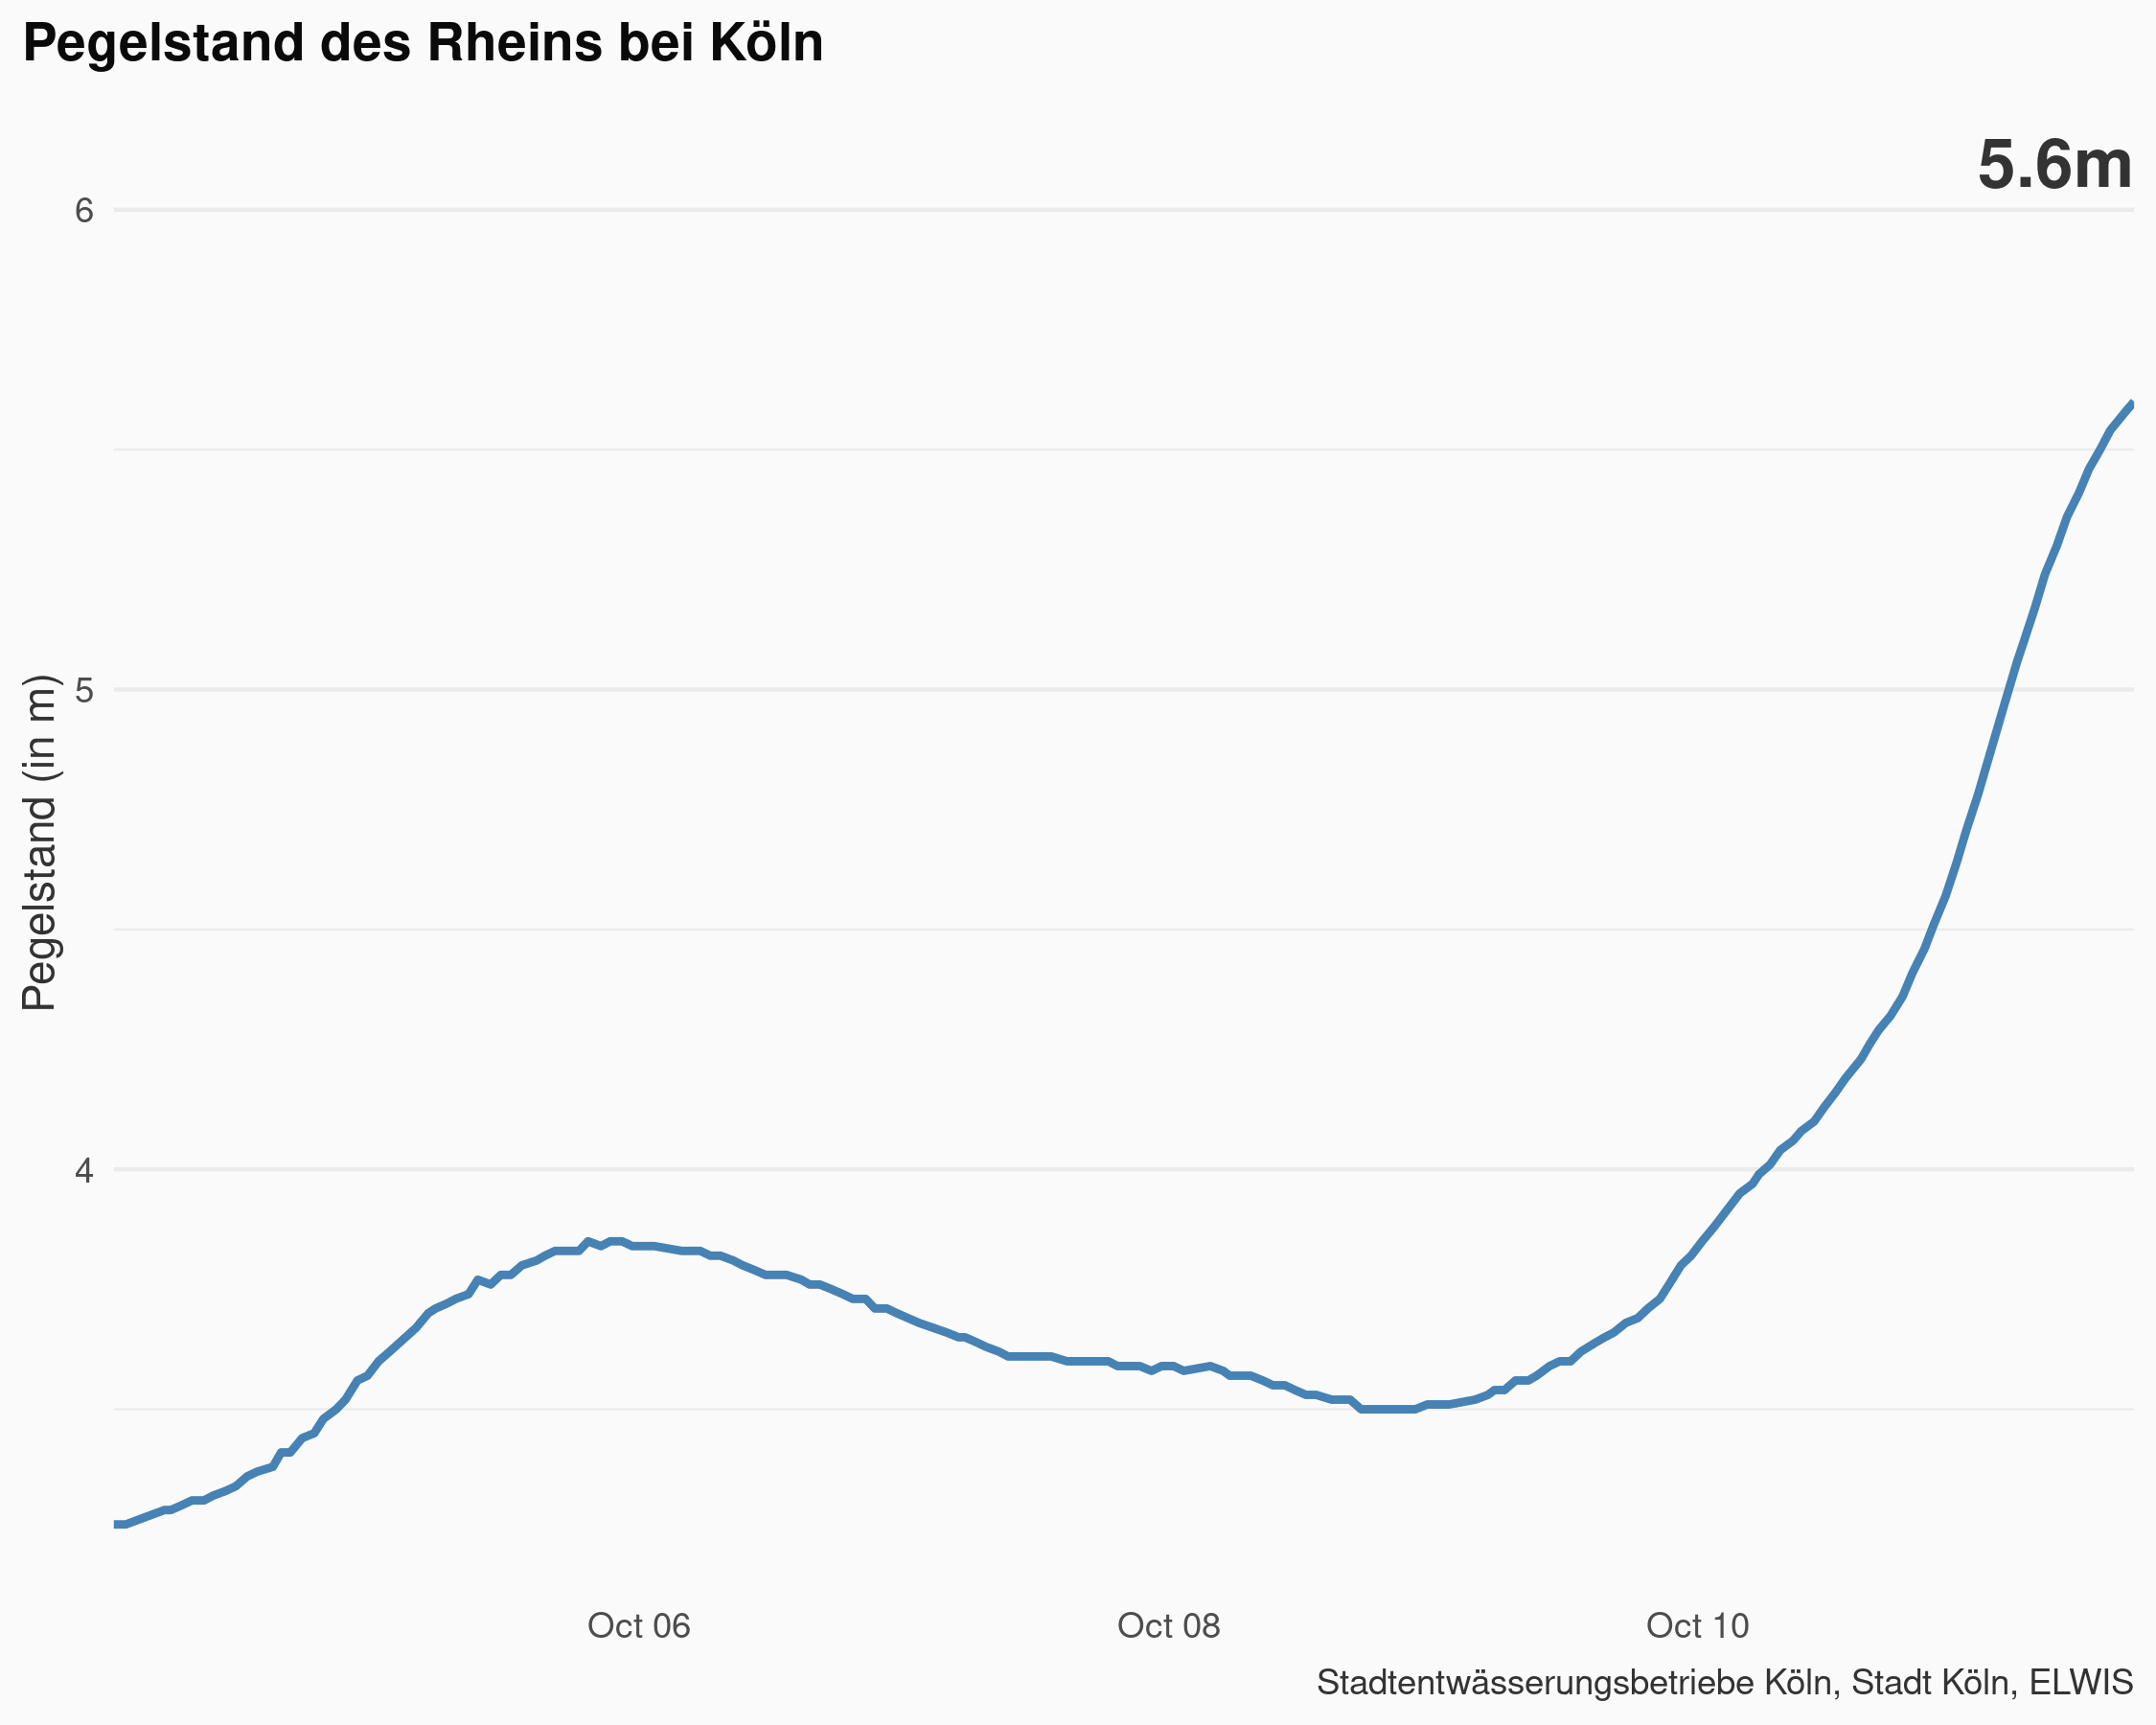 Pegelstand des Rheins bei Köln
5.6m
6
5
4
Pegelstand (in m)
Oct 06
Oct 08
Oct 10
Stadtentwässerungsbetriebe Köln, Stadt Köln, ELWIS